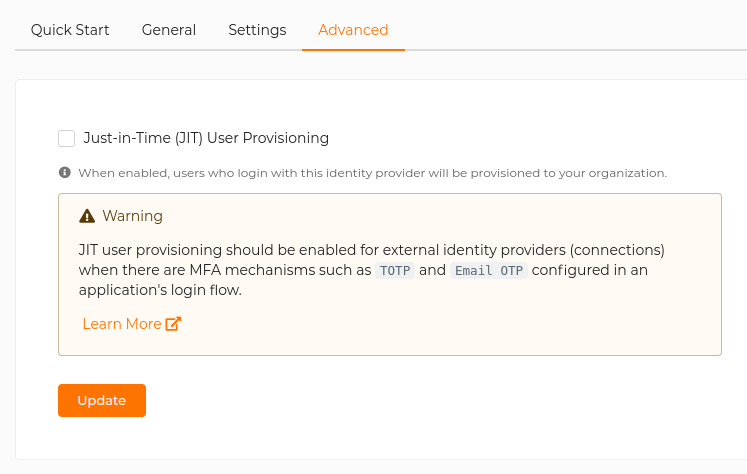 Quick Start General Settings Advanced
Just-in-Time (JIT) User Provisioning
When enabled, users who login with this identity provider will be provisioned to your organization.
Warning
JIT user provisioning should be enabled for external identity providers (connections)
when there are MFA mechanisms such as TOTP and Email OTP configured in an
application's login flow.
Learn More
Update